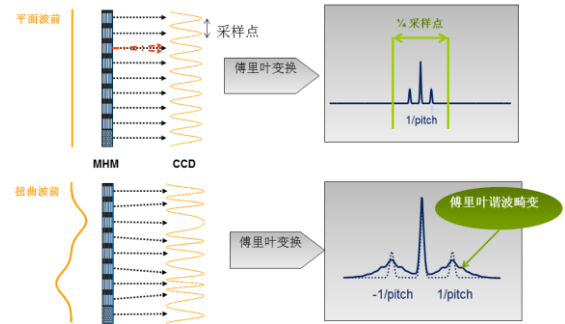 平面波前
采样点
傅里叶变换
¼ 采样点
1/pitch
MHM
CCD
扭曲波前
傅里叶变换
傅里叶谐波畸变
-1/pitch
1/pitch